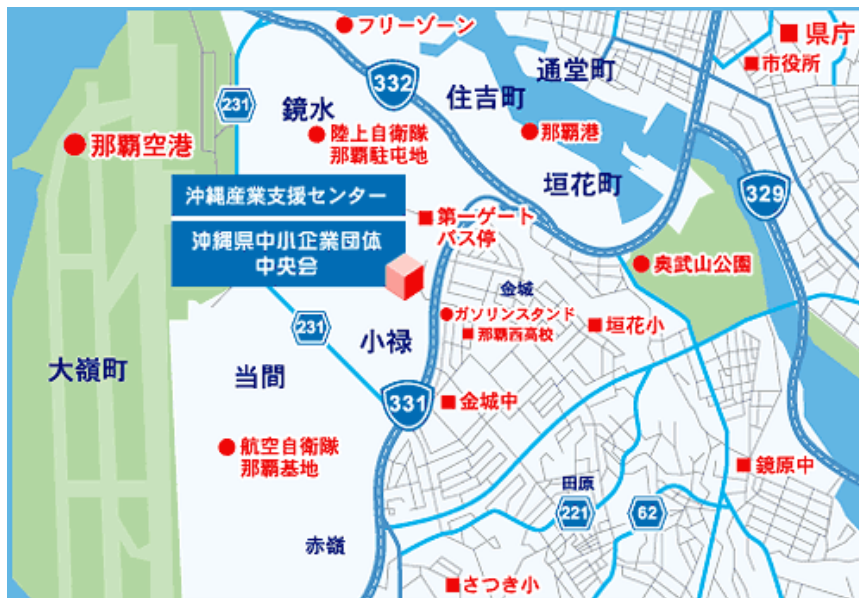 フリーゾーン
県庁
市役所
通堂町
231
332
住吉町
鏡水
陸上自衛隊
那覇駐屯地
那覇港
那覇空港
垣花町
329
沖縄産業支援センター
沖縄県中小企業団体
中央会
第一ゲート
バス停
奥武山公園
金城
ガソリンスタンド
那覇西高校
垣花小
231
小禄
大嶺町
当間
331
金城中
航空自衛隊
那覇基地
鏡原中
田原
221
62
赤嶺
さつき小